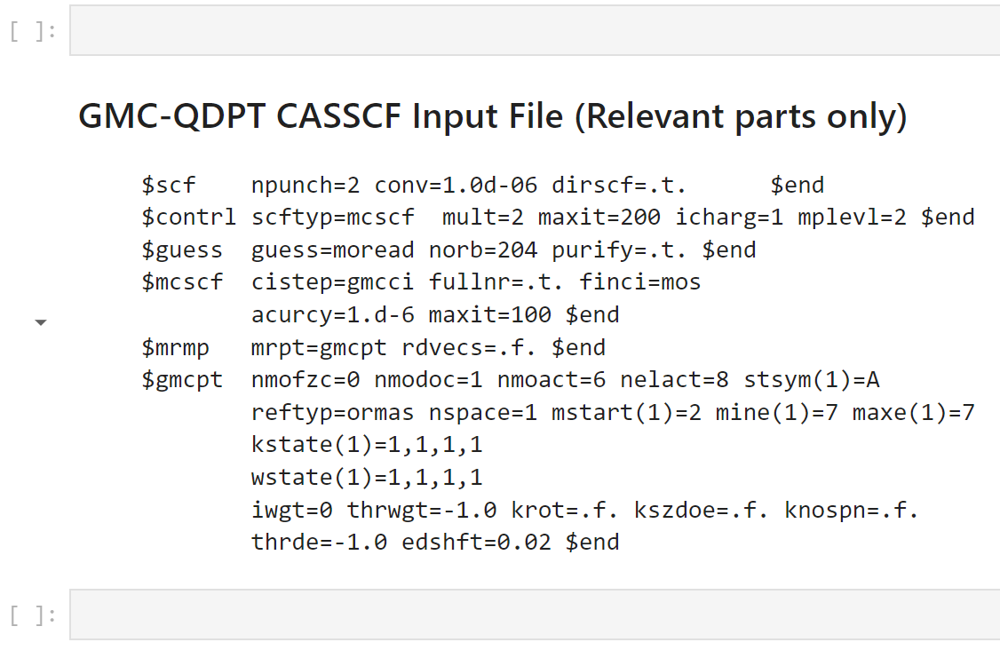 [ ]:
GMC-QDPT CASSCF Input File (Relevant parts only)
$scf    npunch=2 conv=1.0d-06 dirscf=.t.      $end
$contrl scftyp=mcscf  mult=2 maxit=200 icharg=1 mplevl=2 $end
$guess  guess=moread norb=204 purify=.t. $end
$mcscf  cistep=gmcci fullnr=.t. finci=mos
        acurcy=1.d-6 maxit=100 $end
$mrmp   mrpt=gmcpt rdvecs=.f. $end
$gmcpt  nmofzc=0 nmodoc=1 nmoact=6 nelact=8 stsym(1)=A
        reftyp=ormas nspace=1 mstart(1)=2 mine(1)=7 maxe(1)=7
        kstate(1)=1,1,1,1
        wstate(1)=1,1,1,1
        iwgt=0 thrwgt=-1.0 krot=.f. kszdoe=.f. knospn=.f.
        thrde=-1.0 edshft=0.02 $end
[ ]: